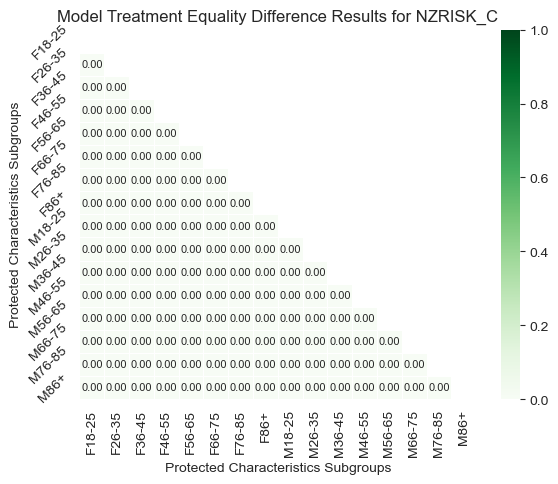 Model Treatment Equality Difference Results for NZRISK_C
Protected Characteristics Subgroups
F18-25
F26-35
0.00
F36-45
0.00 0.00
F46-55
0.00 0.00 0.00
F56-65
0.00 0.00 0.00 0.00
F66-75
0.00 0.00 0.00 0.00 0.00
F76-85
0.00 0.00 0.00 0.00 0.00 0.00
F86+
0.00 0.00 0.00 0.00 0.00 0.00 0.00
M18-25
0.00 0.00 0.00 0.00 0.00 0.00 0.00 0.00
M26-35
0.00 0.00 0.00 0.00 0.00 0.00 0.00 0.00 0.00
M36-45
0.00 0.00 0.00 0.00 0.00 0.00 0.00 0.00 0.00 0.00
M46-55
0.00 0.00 0.00 0.00 0.00 0.00 0.00 0.00 0.00 0.00 0.00
M56-65
0.00 0.00 0.00 0.00 0.00 0.00 0.00 0.00 0.00 0.00 0.00 0.00
M66-75
0.00 0.00 0.00 0.00 0.00 0.00 0.00 0.00 0.00 0.00 0.00 0.00 0.00
M76-85
0.00 0.00 0.00 0.00 0.00 0.00 0.00 0.00 0.00 0.00 0.00 0.00 0.00 0.00
M86+
0.00 0.00 0.00 0.00 0.00 0.00 0.00 0.00 0.00 0.00 0.00 0.00 0.00 0.00 0.00
F18-25
F26-35
F36-45
F46-55
F56-65
F66-75
F76-85
F86+
M18-25
M26-35
M36-45
M46-55
M56-65
M66-75
M76-85
M86+
Protected Characteristics Subgroups
1.0
0.8
0.6
0.4
0.2
0.0